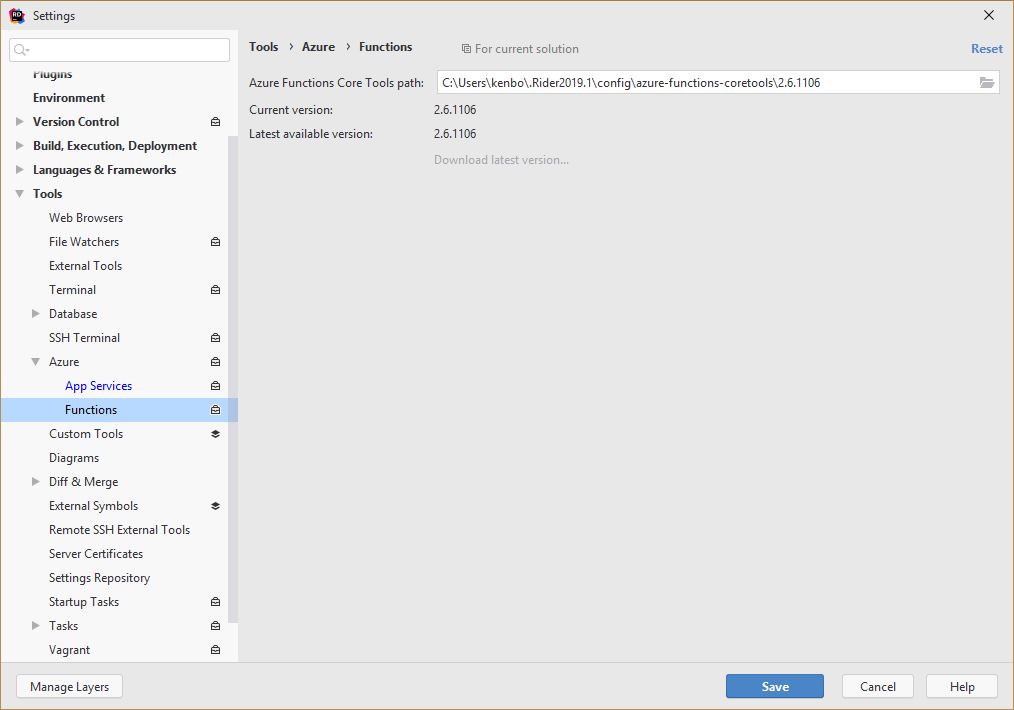 Settings
Plugins
Environment
Version Control
Build, Execution, Deployment
Languages & Frameworks
Tools
Web Browsers
File Watchers
External Tools
Terminal
Database
SSH Terminal
Azure
App Services
Functions
Custom Tools
Diagrams
Diff & Merge
External Symbols
Remote SSH External Tools
Server Certificates
Settings Repository
Startup Tasks
Tasks
Vagrant
Tools › Azure › Functions For current solution Reset
Azure Functions Core Tools path: C:\Users\kenbo\.Rider2019.1\config\azure-functions-coretools\2.6.1106
Current version: 2.6.1106
Latest available version: 2.6.1106
Download latest version...
Manage Layers Save Cancel Help